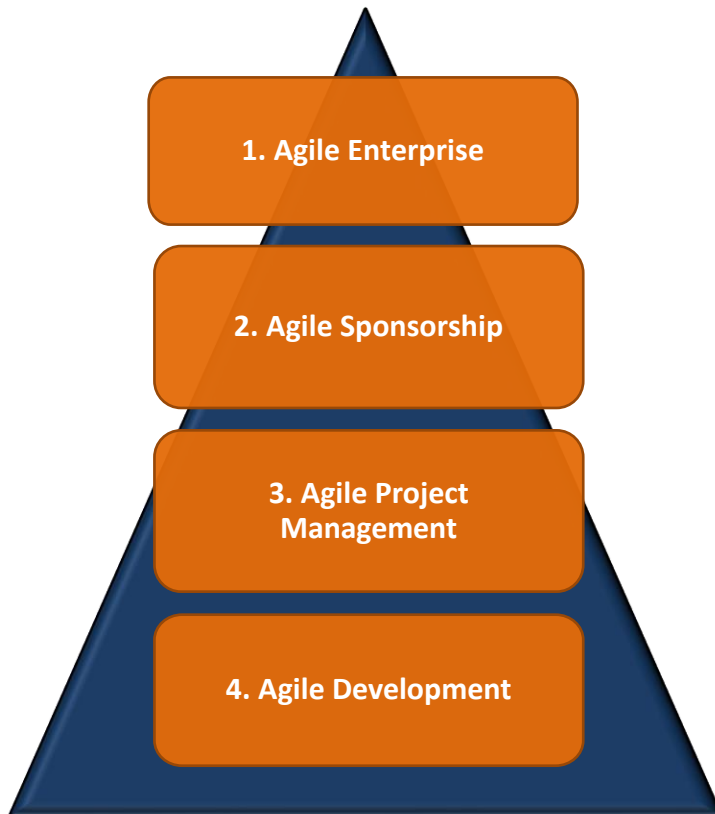 1. Agile Enterprise
2. Agile Sponsorship
3. Agile Project
Management
4. Agile Development